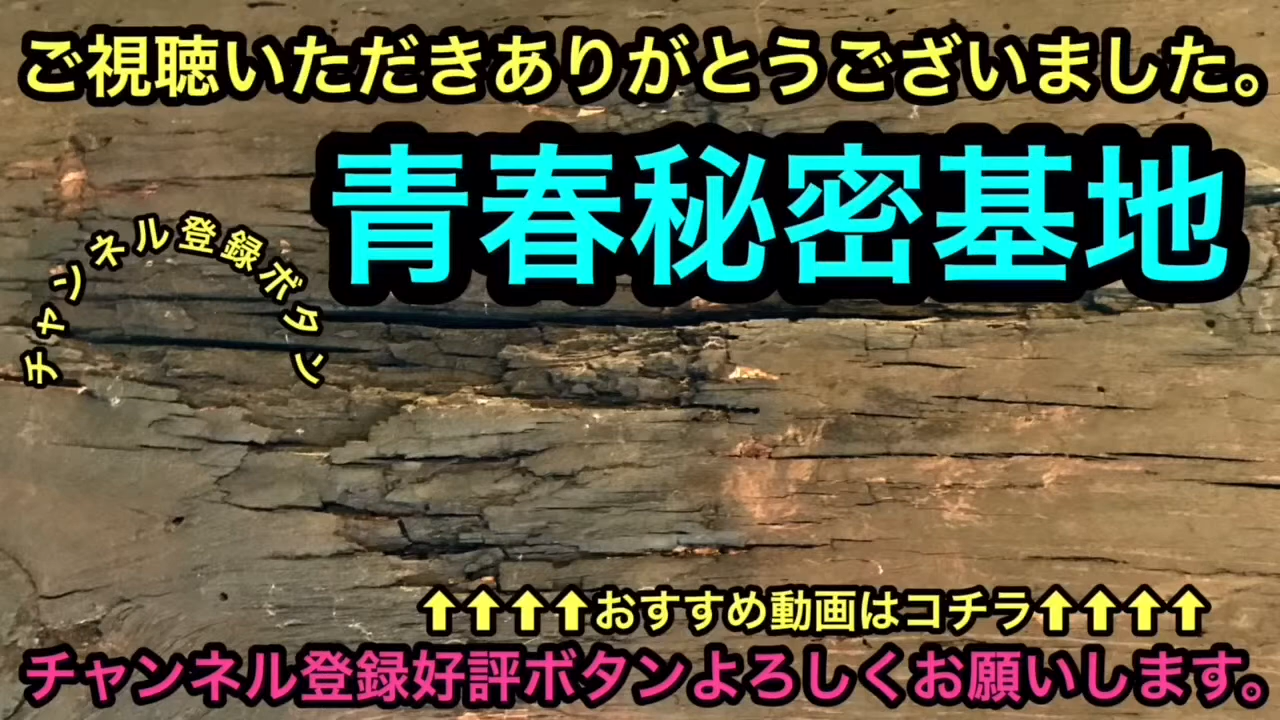 ご視聴いただきありがとうございました。
青春秘密基地
チャンネル登録ボタン
⬆⬆⬆⬆おすすめ動画はコチラ⬆⬆⬆⬆
チャンネル登録好評ボタンよろしくお願いします。